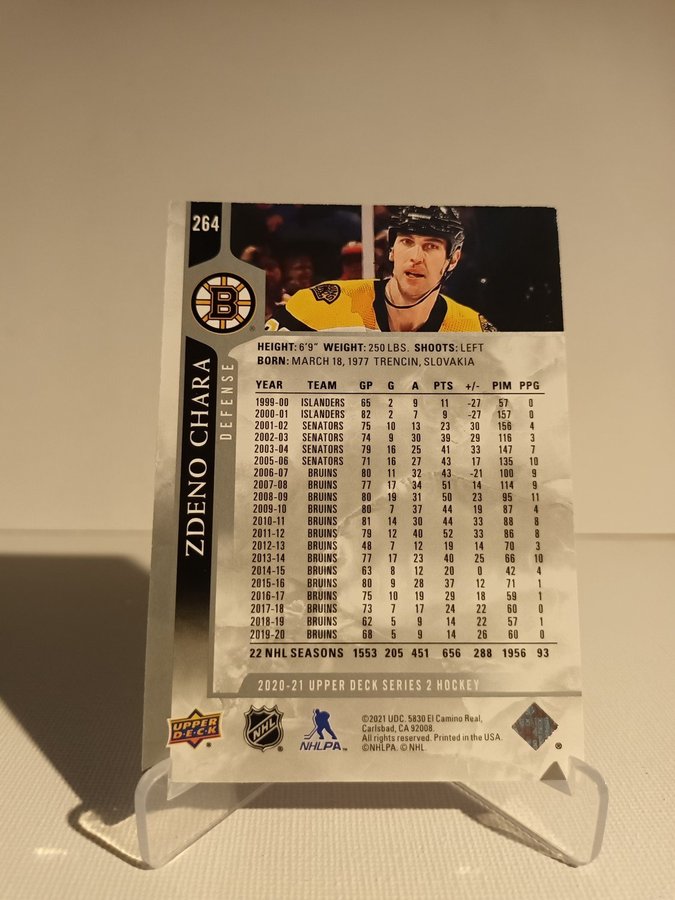 264
B
ZDENO CHARA
DEFENSE
HEIGHT: 6'9" WEIGHT: 250 LBS. SHOOTS: LEFT
BORN: MARCH 18, 1977 TRENCIN, SLOVAKIA
YEAR TEAM GP G A PTS +/- PIM PPG
1999-00 ISLANDERS 65 2 9 11 -27 57 0
2000-01 ISLANDERS 82 2 7 9 -27 157 0
2001-02 SENATORS 75 10 13 23 30 156 4
2002-03 SENATORS 74 9 30 39 29 116 3
2003-04 SENATORS 79 16 25 41 33 147 7
2005-06 SENATORS 71 16 27 43 17 135 10
2006-07 BRUINS 80 11 32 43 -21 100 9
2007-08 BRUINS 77 17 34 51 14 114 9
2008-09 BRUINS 80 19 31 50 23 95 11
2009-10 BRUINS 80 7 37 44 19 87 4
2010-11 BRUINS 81 14 30 44 33 88 8
2011-12 BRUINS 79 12 40 52 33 86 8
2012-13 BRUINS 48 7 12 19 14 70 3
2013-14 BRUINS 77 17 23 40 25 66 10
2014-15 BRUINS 63 8 12 20 0 42 4
2015-16 BRUINS 80 9 28 37 12 71 1
2016-17 BRUINS 75 10 19 29 18 59 1
2017-18 BRUINS 73 7 17 24 22 60 0
2018-19 BRUINS 62 5 9 14 22 57 1
2019-20 BRUINS 68 5 9 14 26 60 0
22 NHL SEASONS 1553 205 451 656 288 1956 93
2020-21 UPPER DECK SERIES 2 HOCKEY
UPPER DECK ®
NHL ®
NHLPA
©2021 UDC. 5830 El Camino Real,
Carlsbad, CA 92008.
All rights reserved. Printed in the USA.
©NHLPA. © NHL.
®